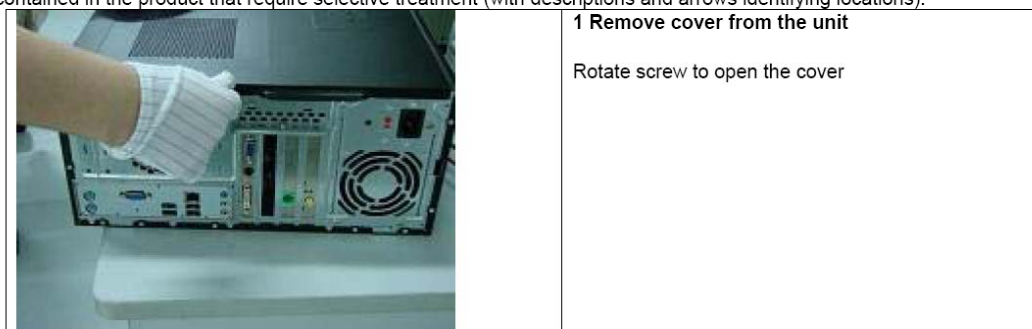 contained in the product that require selective treatment (with descriptions and arrows identifying locations).
1 Remove cover from the unit
Rotate screw to open the cover